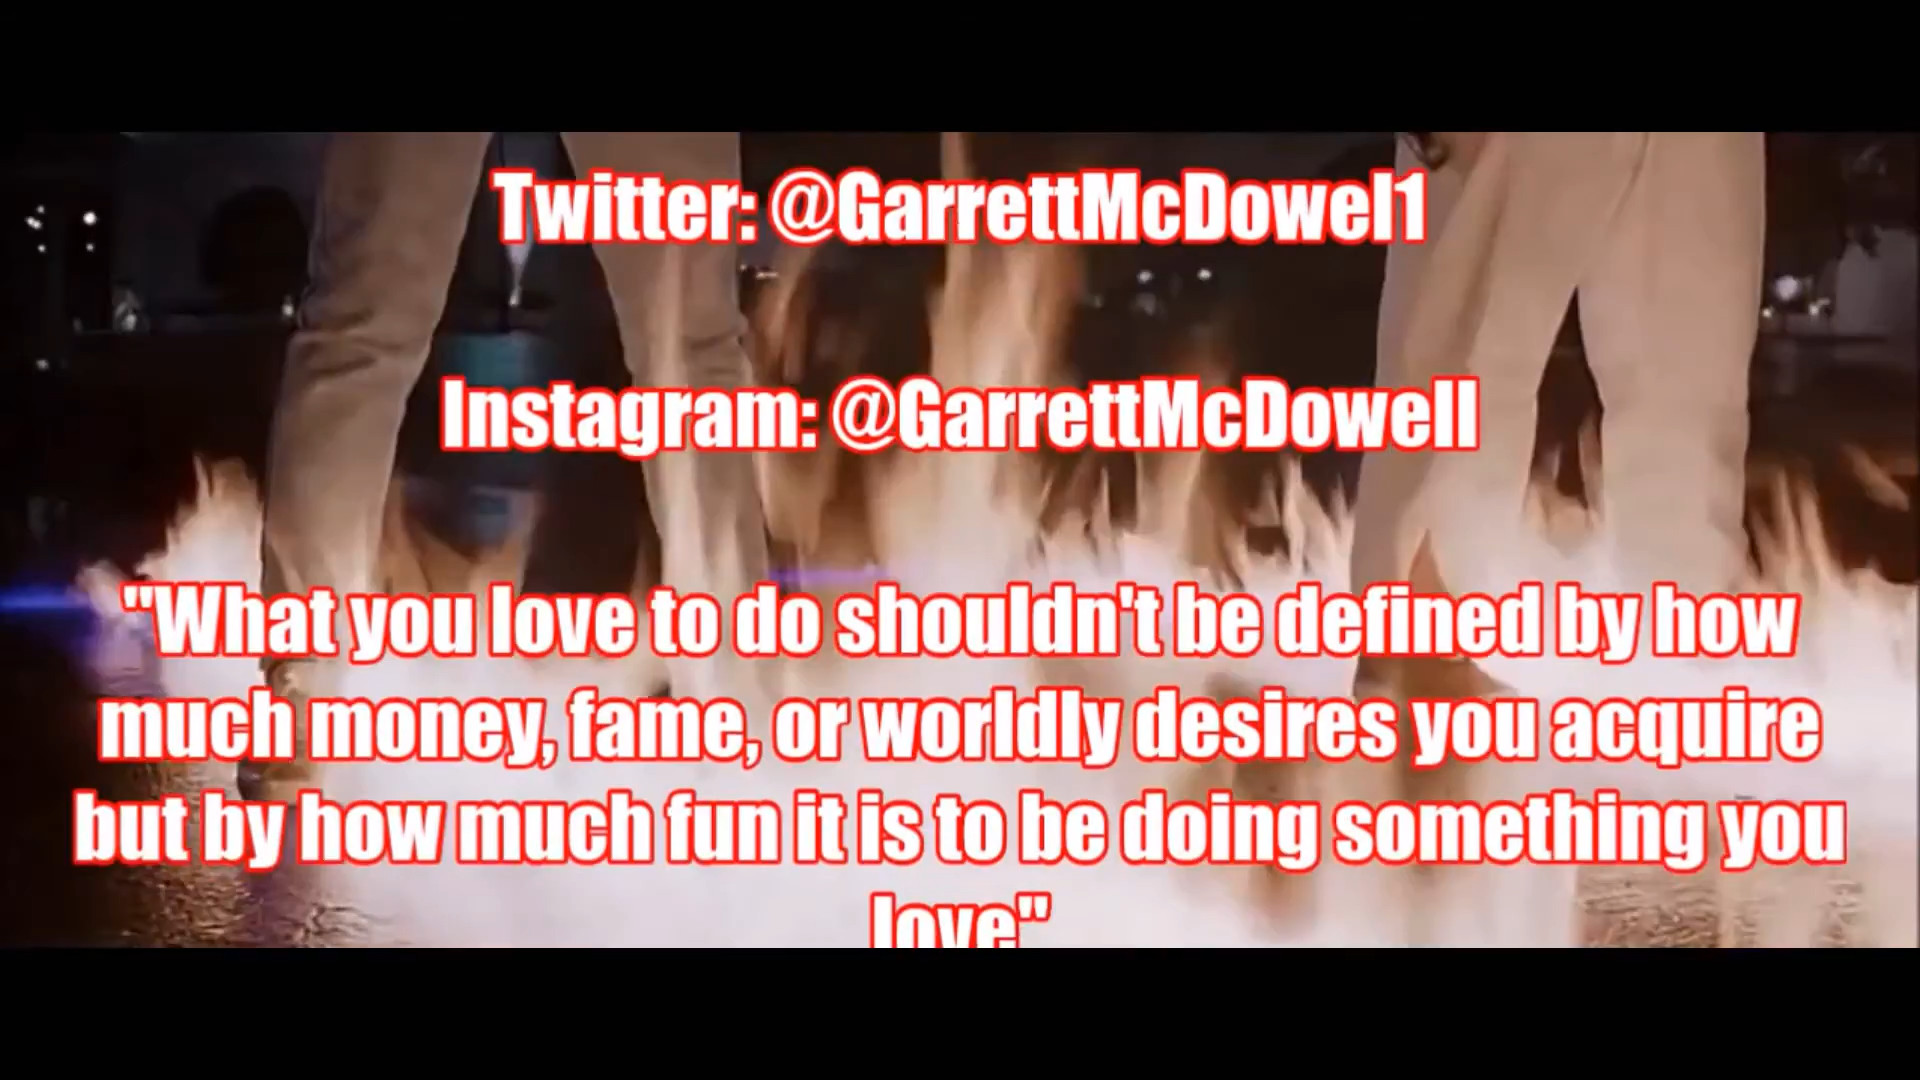 Twitter: @GarrettMcDowel1
Instagram: @GarrettMcDowell
"What you love to do shouldn't be defined by how
much money, fame, or worldly desires you acquire
but by how much fun it is to be doing something you
love"